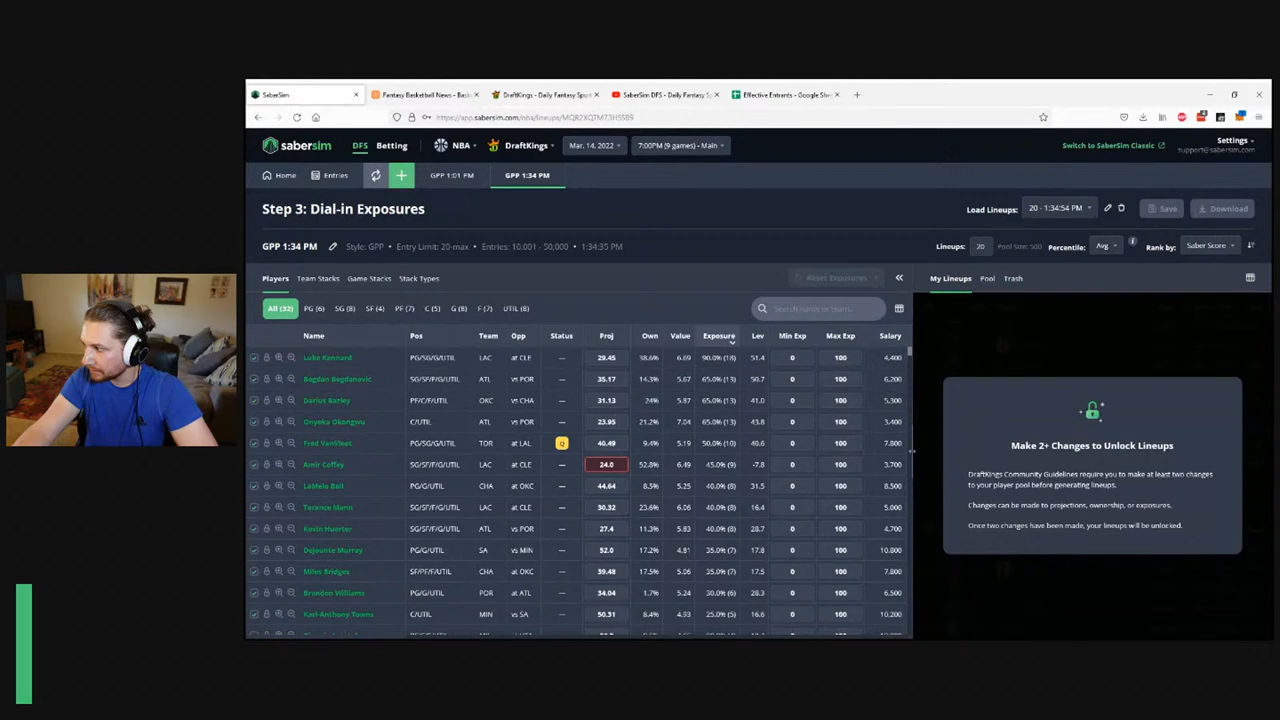 SaberSim
Fantasy Basketball News - Bask
DraftKings - Daily Fantasy Sport
SaberSim DFS - Daily Fantasy S
Effective Entrants - Google She
https://app.sabersim.com/nba/lineups/
sabersim
DFS
Betting
NBA
DraftKings
Mar. 14, 2022
7:00PM (9 games) - Main
Switch to SaberSim Classic
Settings
support@sabersim.com
Home
Entries
GPP 1:01 PM
GPP 1:34 PM
Step 3: Dial-in Exposures
Load Lineups:
20 - 1:34:54 PM
Save
Download
GPP 1:34 PM
Style: GPP • Entry Limit: 20-max • Entries: 10,001 - 50,000 • 1:34:35 PM
Lineups: 20
Pool Size: 500
Percentile: Avg
Rank by: Saber Score
Players
Team Stacks
Game Stacks
Stack Types
Reset Exposures
My Lineups
Pool
Trash
All (32)
PG (6)
SG (8)
SF (4)
PF (7)
C (5)
G (8)
F (7)
UTIL (8)
Search name or team...
Name Pos Team Opp Status Proj Own Value Exposure Lev Min Exp Max Exp Salary
Luke Kennard PG/SG/G/UTIL LAC at CLE — 29.45 38.6% 6.69 90.0% (18) 51.4 0 100 4,400
Bogdan Bogdanovic SG/SF/F/G/UTIL ATL vs POR — 35.17 14.3% 5.67 65.0% (13) 50.7 0 100 6,200
Darius Bazley PF/C/F/UTIL OKC vs CHA — 31.13 24% 5.87 65.0% (13) 41.0 0 100 5,300
Onyeka Okongwu C/UTIL ATL vs POR — 23.95 21.2% 7.04 65.0% (13) 43.8 0 100 3,400
Fred VanVleet PG/SG/G/UTIL TOR at LAL Q 40.49 9.4% 5.19 50.0% (10) 40.6 0 100 7,800
Amir Coffey SG/SF/F/G/UTIL LAC at CLE — 24.0 52.8% 6.49 45.0% (9) -7.8 0 100 3,700
LaMelo Ball PG/G/UTIL CHA at OKC — 44.64 8.5% 5.25 40.0% (8) 31.5 0 100 8,500
Terence Mann SG/SF/F/G/UTIL LAC at CLE — 30.32 23.6% 6.06 40.0% (8) 16.4 0 100 5,000
Kevin Huerter SG/SF/F/G/UTIL ATL vs POR — 27.4 11.3% 5.83 40.0% (8) 28.7 0 100 4,700
Dejounte Murray PG/G/UTIL SA vs MIN — 52.0 17.2% 4.81 35.0% (7) 17.8 0 100 10,800
Miles Bridges SF/PF/F/UTIL CHA at OKC — 39.48 17.5% 5.06 35.0% (7) 17.5 0 100 7,800
Brandon Williams PG/G/UTIL POR at ATL — 34.04 1.7% 5.24 30.0% (6) 28.3 0 100 6,500
Karl-Anthony Towns C/UTIL MIN vs SA — 50.31 8.4% 4.93 25.0% (5) 16.6 0 100 10,200
Make 2+ Changes to Unlock Lineups
DraftKings Community Guidelines require you to make at least two changes
to your player pool before generating lineups.
Changes can be made to projections, ownership, or exposures.
Once two changes have been made, your lineups will be unlocked.